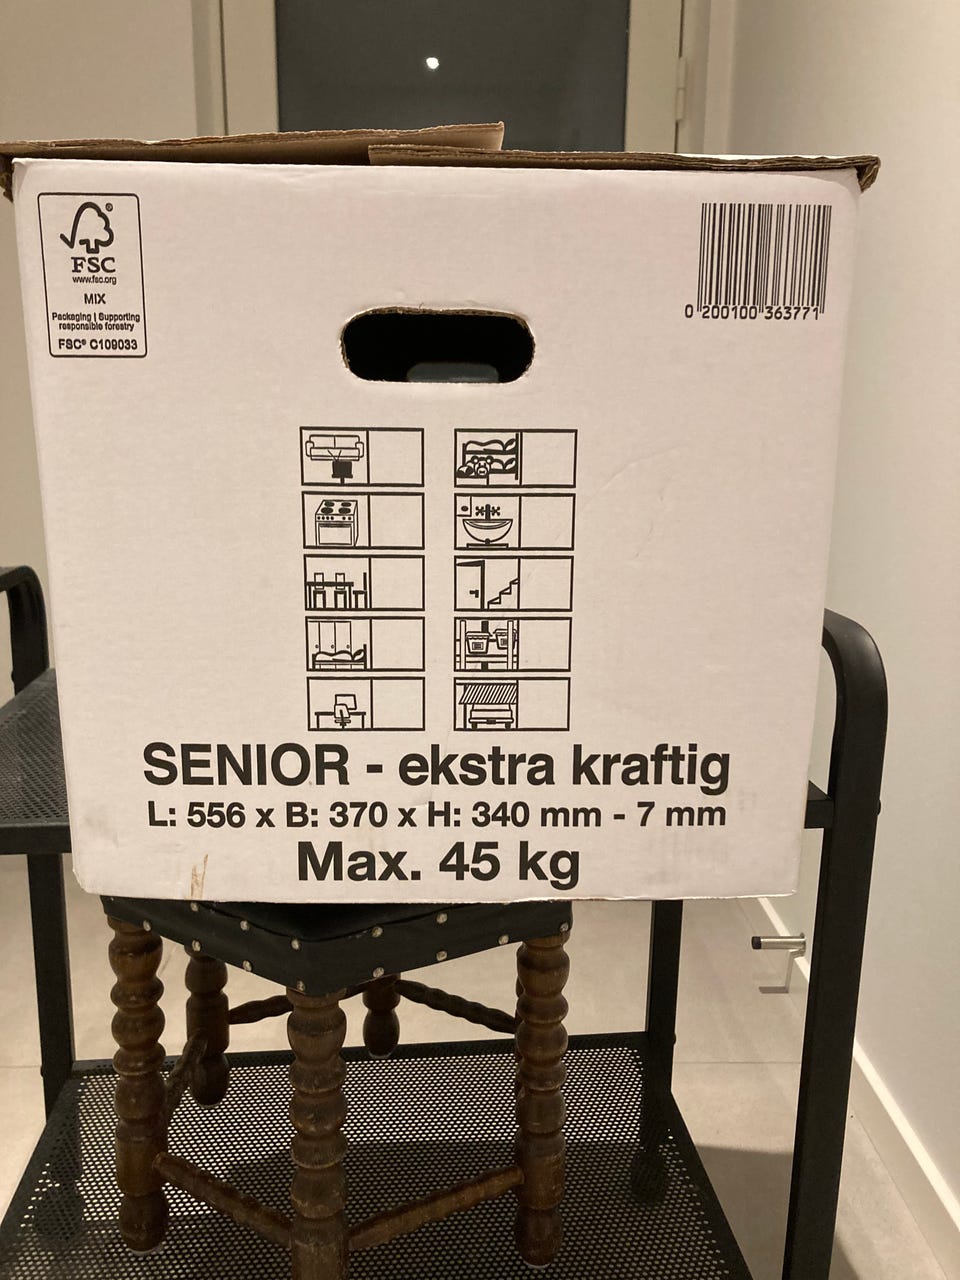 FSC®
www.fsc.org
MIX
Packaging | Supporting
responsible forestry
FSC® C109033
0 200100 363771
SENIOR - ekstra kraftig
L: 556 x B: 370 x H: 340 mm - 7 mm
Max. 45 kg